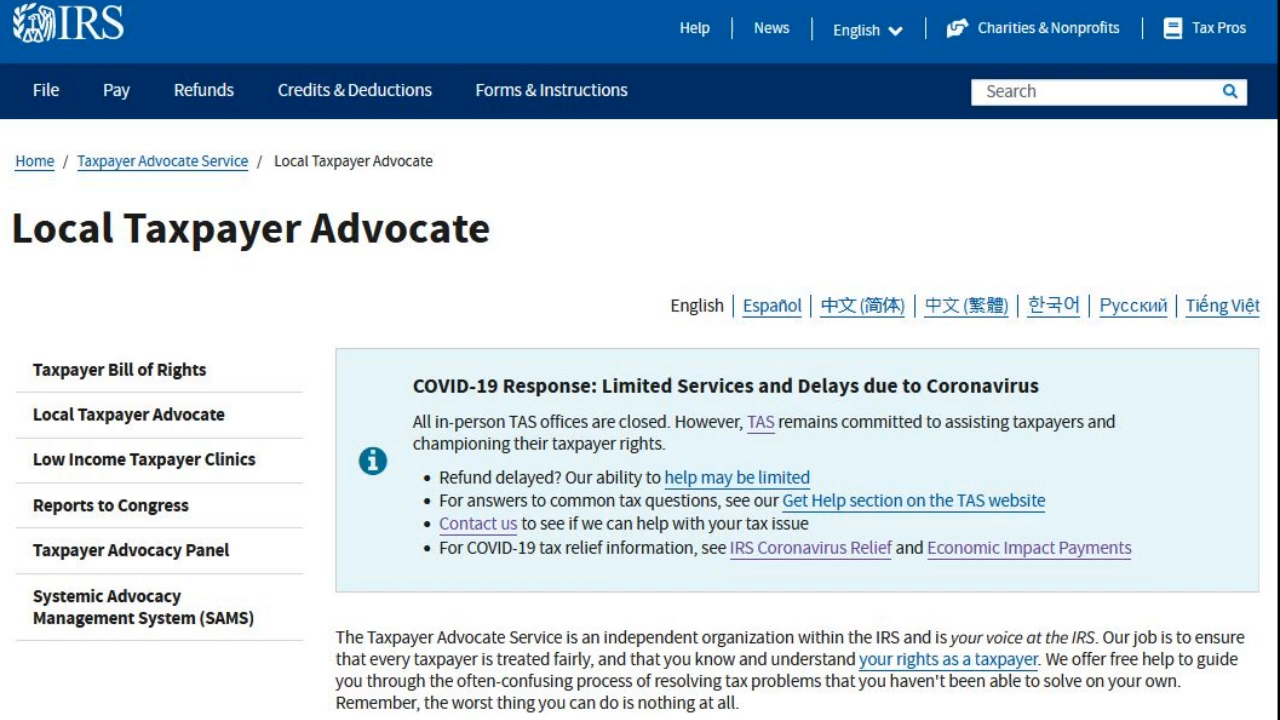 IRS
Help
News
English
Charities & Nonprofits
Tax Pros
File
Pay
Refunds
Credits & Deductions
Forms & Instructions
Search
Home / Taxpayer Advocate Service / Local Taxpayer Advocate
Local Taxpayer Advocate
English | Español | 中文 (简体) | 中文 (繁體) | 한국어 | Русский | Tiếng Việt
Taxpayer Bill of Rights
Local Taxpayer Advocate
Low Income Taxpayer Clinics
Reports to Congress
Taxpayer Advocacy Panel
Systemic Advocacy
Management System (SAMS)
COVID-19 Response: Limited Services and Delays due to Coronavirus
All in-person TAS offices are closed. However, TAS remains committed to assisting taxpayers and
championing their taxpayer rights.
• Refund delayed? Our ability to help may be limited
• For answers to common tax questions, see our Get Help section on the TAS website
• Contact us to see if we can help with your tax issue
• For COVID-19 tax relief information, see IRS Coronavirus Relief and Economic Impact Payments
The Taxpayer Advocate Service is an independent organization within the IRS and is your voice at the IRS. Our job is to ensure
that every taxpayer is treated fairly, and that you know and understand your rights as a taxpayer. We offer free help to guide
you through the often-confusing process of resolving tax problems that you haven't been able to solve on your own.
Remember, the worst thing you can do is nothing at all.